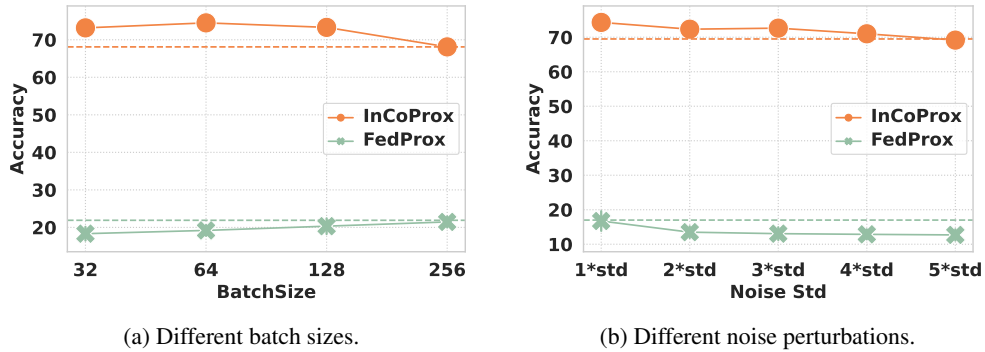 70
60
50
40
30
20
Accuracy
InCoProx
FedProx
32 64 128 256
BatchSize
(a) Different batch sizes.
70
60
50
40
30
20
10
Accuracy
InCoProx
FedProx
1*std 2*std 3*std 4*std 5*std
Noise Std
(b) Different noise perturbations.